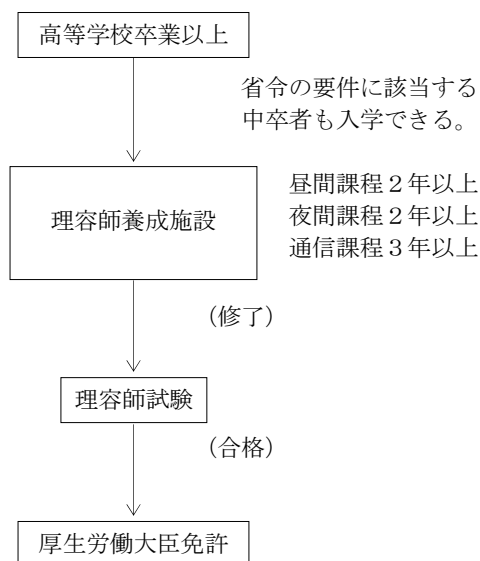 高等学校卒業以上
省令の要件に該当する
中卒者も入学できる。
理容師養成施設
昼間課程２年以上
夜間課程２年以上
通信課程３年以上
（修了）
理容師試験
（合格）
厚生労働大臣免許